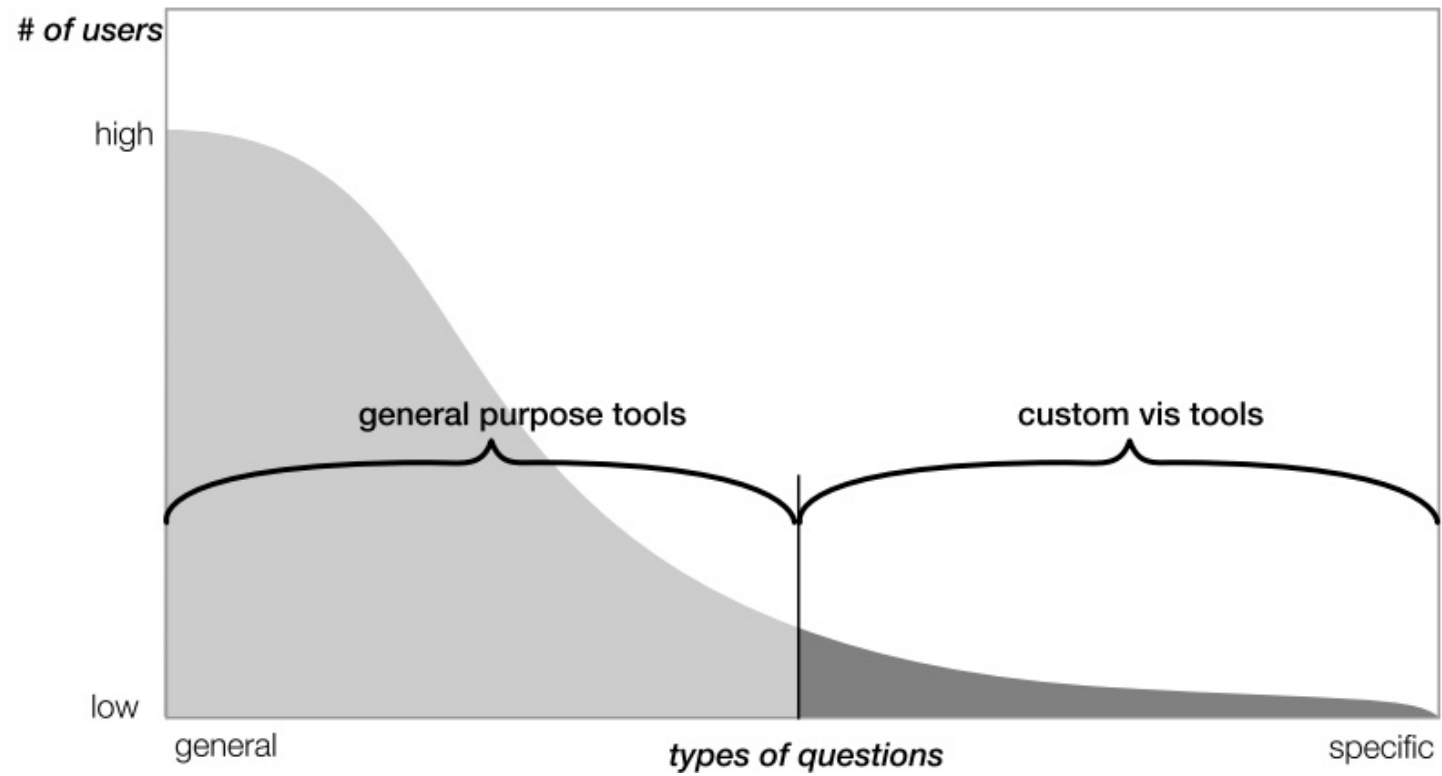 # of users
high
general purpose tools
custom vis tools
low
general
types of questions
specific